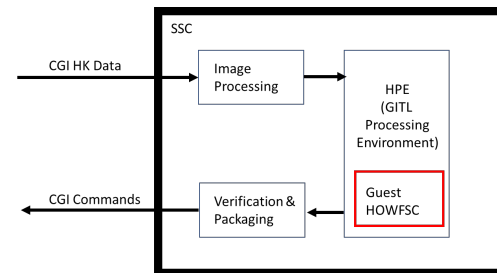 SSC
CGI HK Data
Image
Processing
HPE
(GITL
Processing
Environment)
Guest
HOWFSC
CGI Commands
Verification &
Packaging